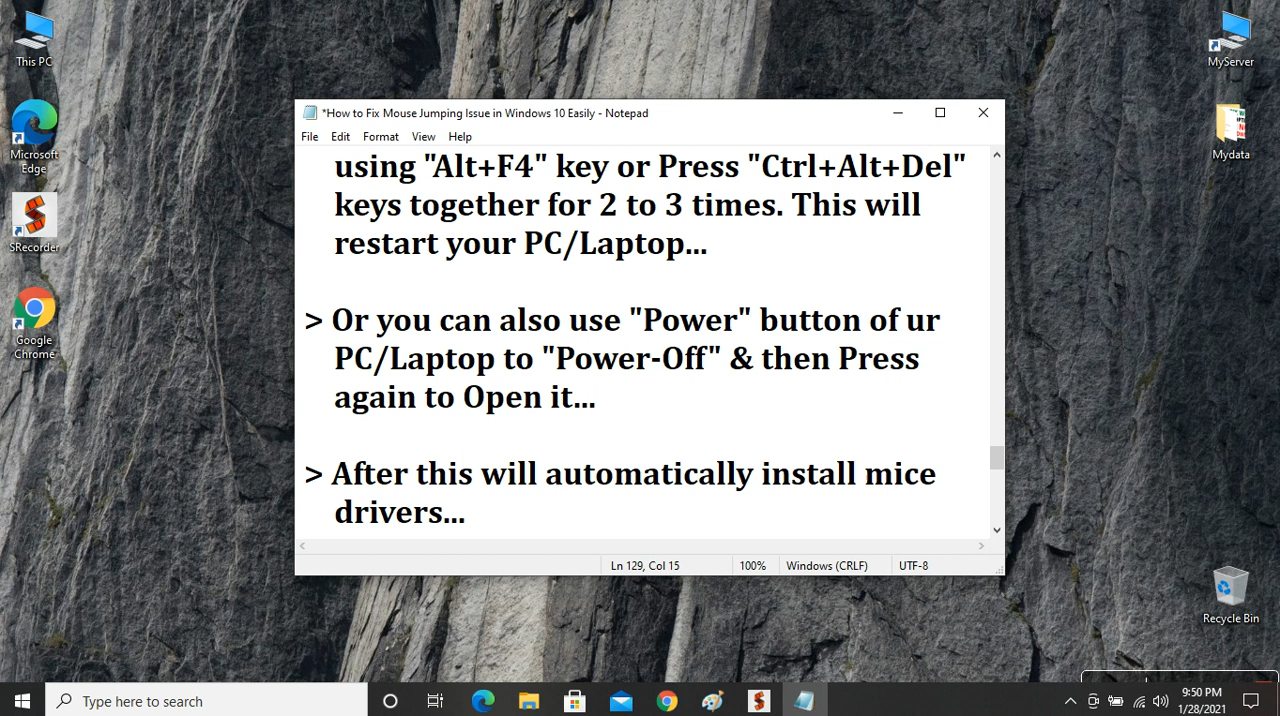 This PC
MyServer
Microsoft
Edge
Mydata
SRecorder
Google
Chrome
Recycle Bin
*How to Fix Mouse Jumping Issue in Windows 10 Easily - Notepad
File Edit Format View Help
using "Alt+F4" key or Press "Ctrl+Alt+Del"
keys together for 2 to 3 times. This will
restart your PC/Laptop...
> Or you can also use "Power" button of ur
PC/Laptop to "Power-Off" & then Press
again to Open it...
> After this will automatically install mice
drivers...
Ln 129, Col 15 100% Windows (CRLF) UTF-8
Type here to search
9:50 PM
1/28/2021